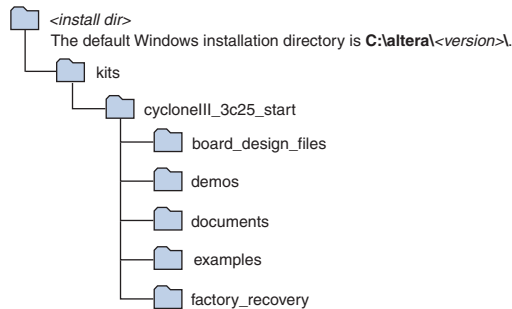 <install dir>
The default Windows installation directory is C:\altera\<version>\.
kits
cycloneIII_3c25_start
board_design_files
demos
documents
examples
factory_recovery